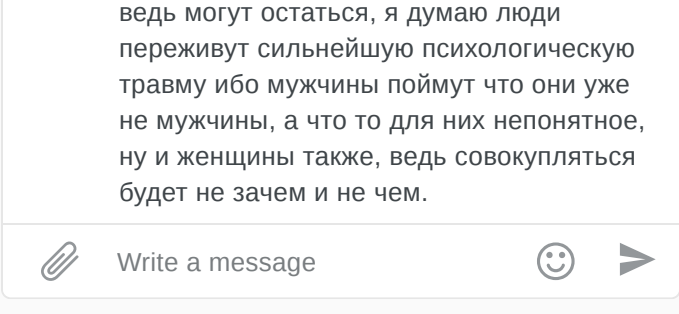 ведь могут остаться, я думаю люди
переживут сильнейшую психологическую
травму ибо мужчины поймут что они уже
не мужчины, а что то для них непонятное,
ну и женщины также, ведь совокупляться
будет не зачем и не чем.
Write a message